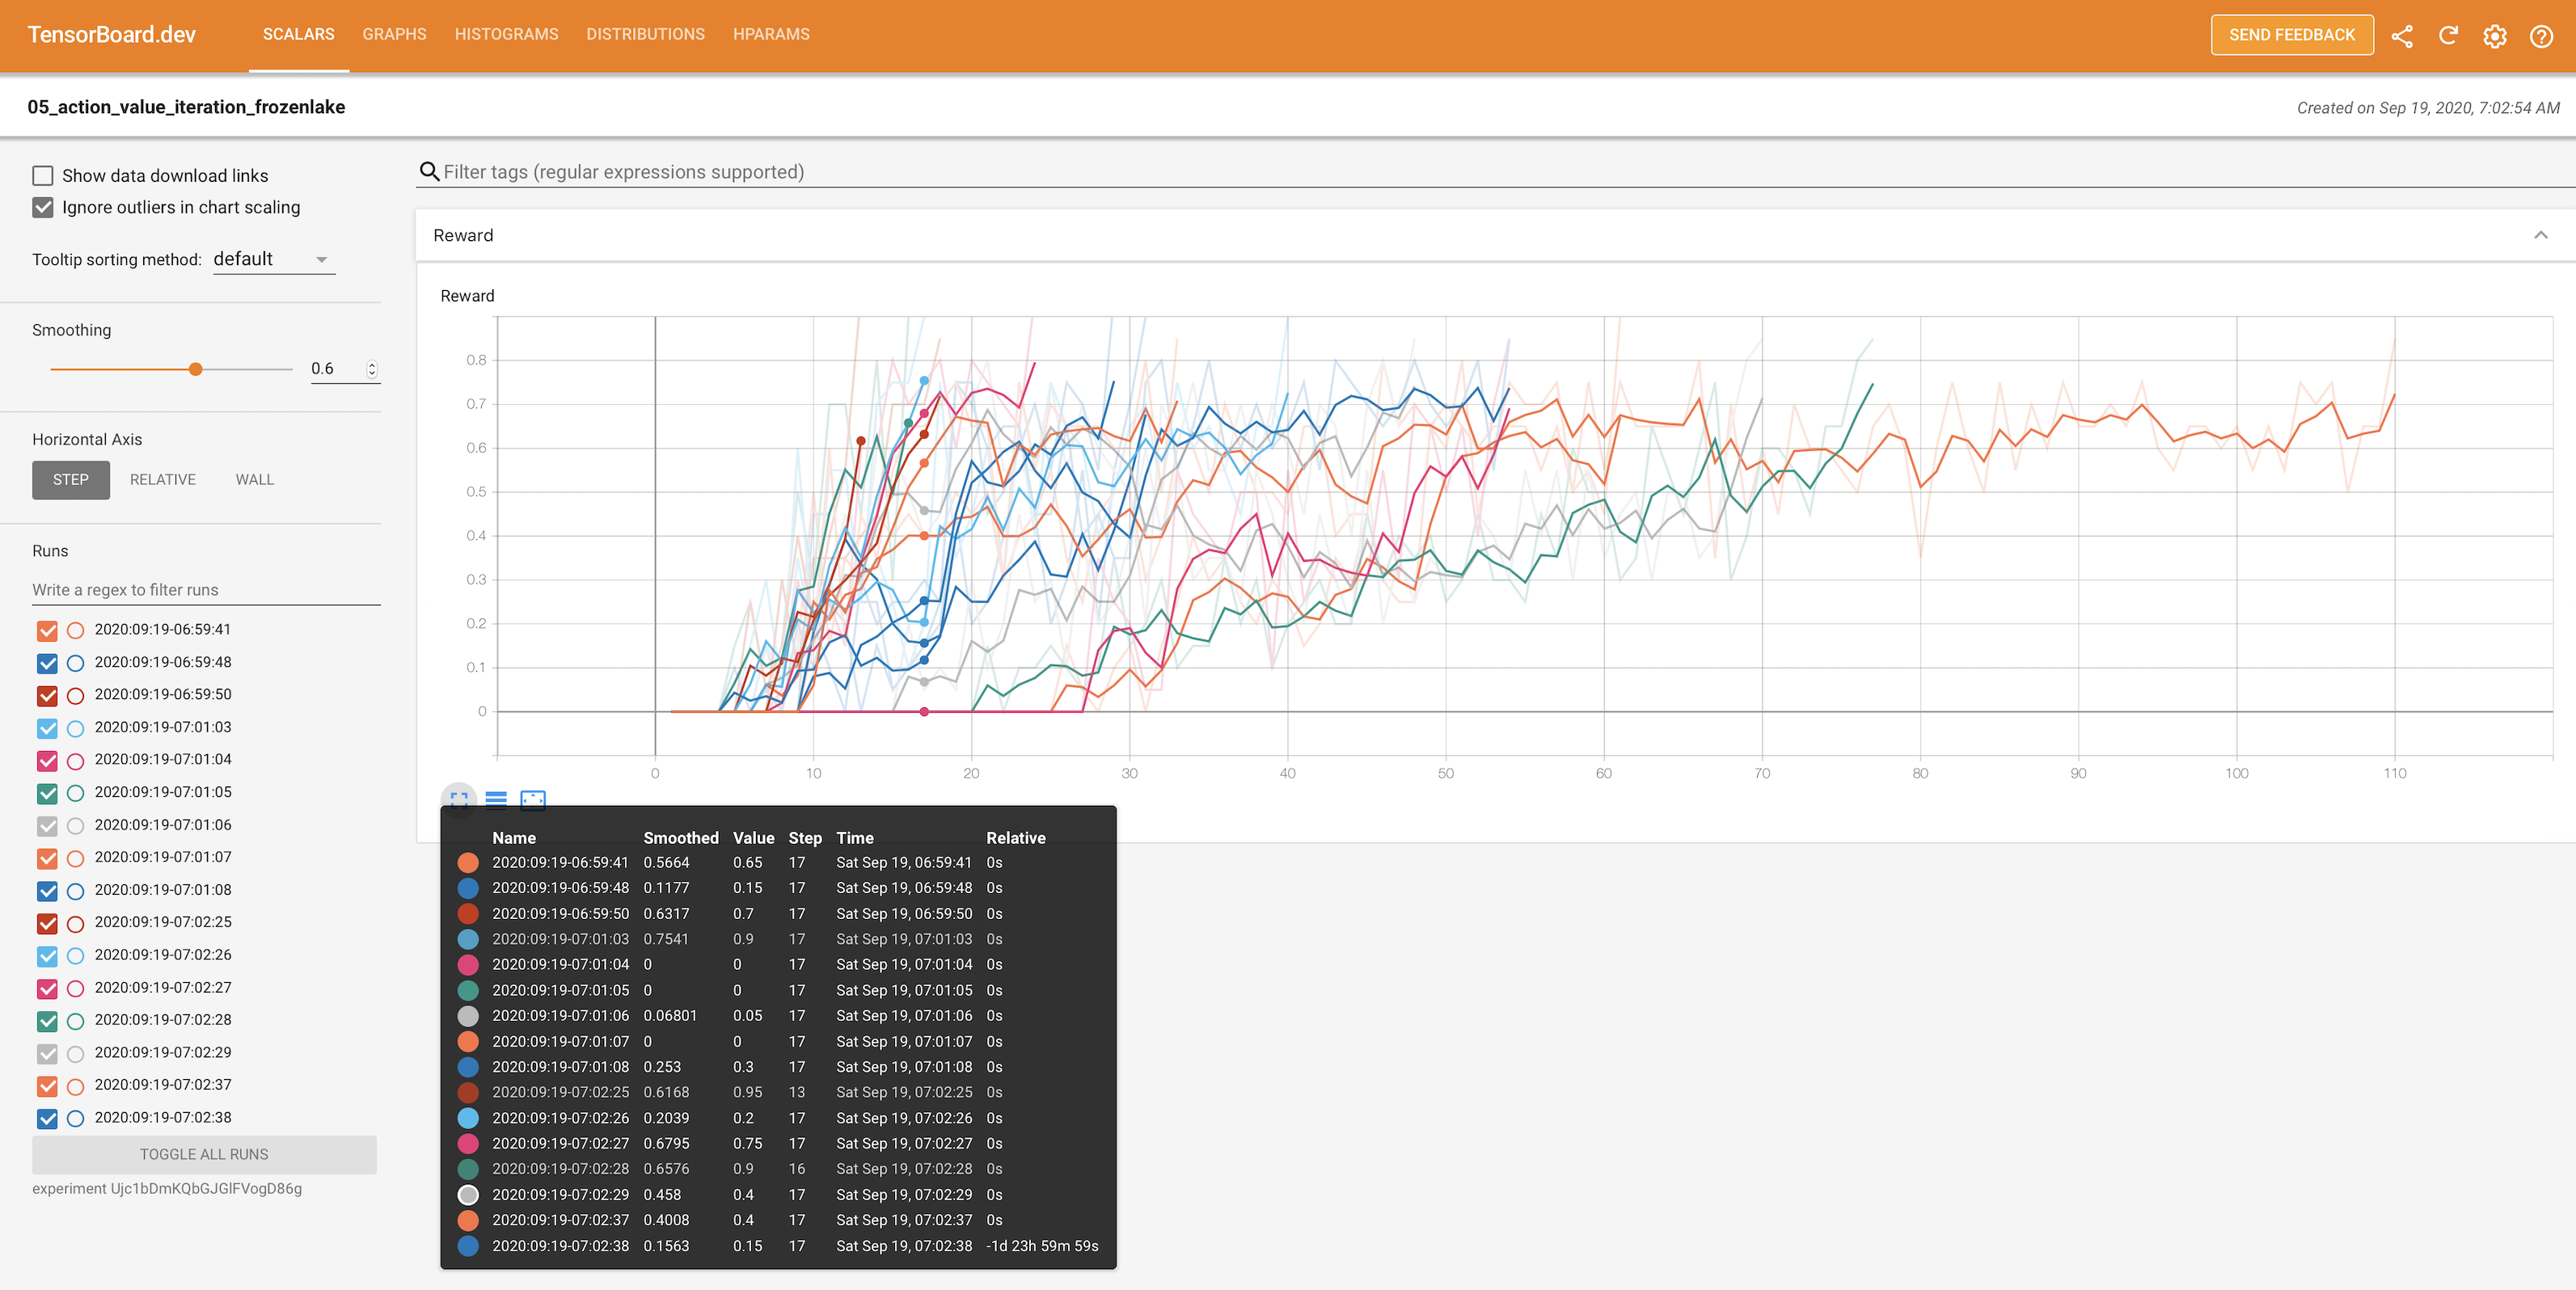 TensorBoard.dev SCALARS GRAPHS HISTOGRAMS DISTRIBUTIONS HPARAMS SEND FEEDBACK
05_action_value_iteration_frozenlake Created on Sep 19, 2020, 7:02:54 AM
Show data download links
Ignore outliers in chart scaling
Tooltip sorting method: default
Smoothing
0.6
Horizontal Axis
STEP RELATIVE WALL
Runs
Write a regex to filter runs
2020:09:19-06:59:41
2020:09:19-06:59:48
2020:09:19-06:59:50
2020:09:19-07:01:03
2020:09:19-07:01:04
2020:09:19-07:01:05
2020:09:19-07:01:06
2020:09:19-07:01:07
2020:09:19-07:01:08
2020:09:19-07:02:25
2020:09:19-07:02:26
2020:09:19-07:02:27
2020:09:19-07:02:28
2020:09:19-07:02:29
2020:09:19-07:02:37
2020:09:19-07:02:38
TOGGLE ALL RUNS
experiment Ujc1bDmKQbGJGlFVogD86g
Filter tags (regular expressions supported)
Reward
Reward
0.8
0.7
0.6
0.5
0.4
0.3
0.2
0.1
0
0 10 20 30 40 50 60 70 80 90 100 110
Name Smoothed Value Step Time Relative
2020:09:19-06:59:41 0.5664 0.65 17 Sat Sep 19, 06:59:41 0s
2020:09:19-06:59:48 0.1177 0.15 17 Sat Sep 19, 06:59:48 0s
2020:09:19-06:59:50 0.6317 0.7 17 Sat Sep 19, 06:59:50 0s
2020:09:19-07:01:03 0.7541 0.9 17 Sat Sep 19, 07:01:03 0s
2020:09:19-07:01:04 0 0 17 Sat Sep 19, 07:01:04 0s
2020:09:19-07:01:05 0 0 17 Sat Sep 19, 07:01:05 0s
2020:09:19-07:01:06 0.06801 0.05 17 Sat Sep 19, 07:01:06 0s
2020:09:19-07:01:07 0 0 17 Sat Sep 19, 07:01:07 0s
2020:09:19-07:01:08 0.253 0.3 17 Sat Sep 19, 07:01:08 0s
2020:09:19-07:02:25 0.6168 0.95 13 Sat Sep 19, 07:02:25 0s
2020:09:19-07:02:26 0.2039 0.2 17 Sat Sep 19, 07:02:26 0s
2020:09:19-07:02:27 0.6795 0.75 17 Sat Sep 19, 07:02:27 0s
2020:09:19-07:02:28 0.6576 0.9 16 Sat Sep 19, 07:02:28 0s
2020:09:19-07:02:29 0.458 0.4 17 Sat Sep 19, 07:02:29 0s
2020:09:19-07:02:37 0.4008 0.4 17 Sat Sep 19, 07:02:37 0s
2020:09:19-07:02:38 0.1563 0.15 17 Sat Sep 19, 07:02:38 -1d 23h 59m 59s